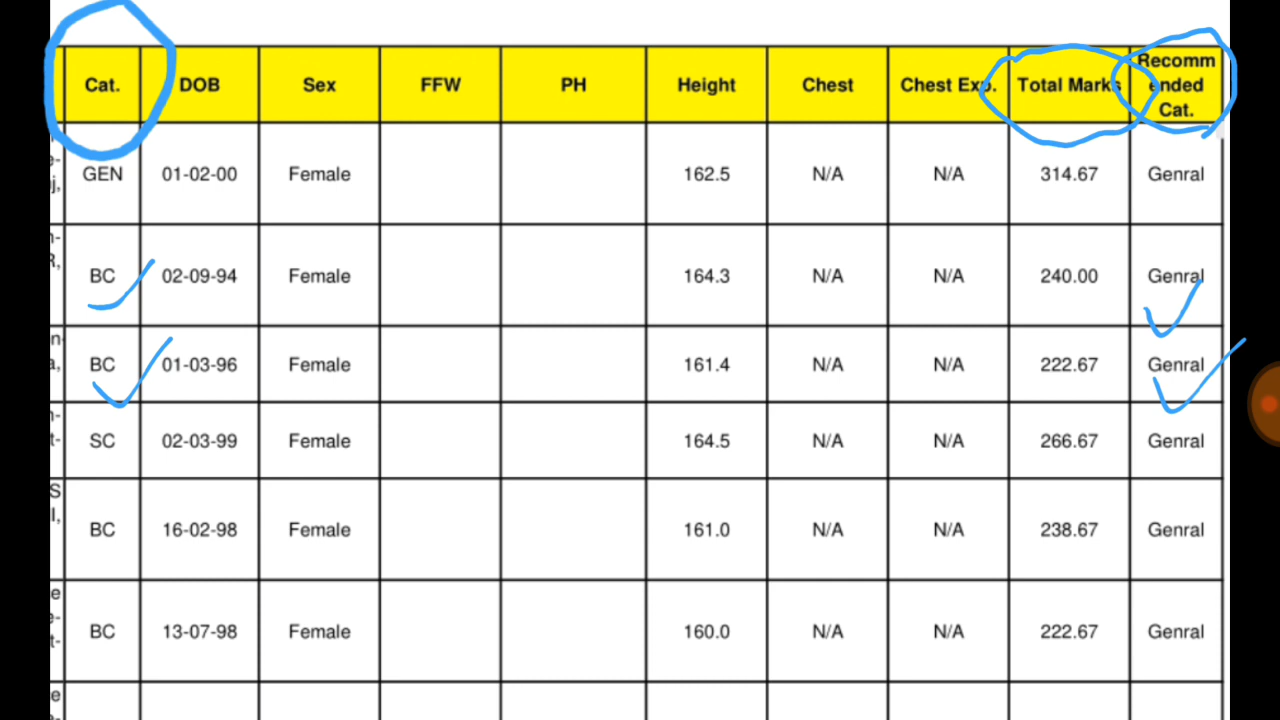 Cat. DOB Sex FFW PH Height Chest Chest Exp. Total Marks Recomm
ended
Cat.
GEN 01-02-00 Female 162.5 N/A N/A 314.67 Genral
BC 02-09-94 Female 164.3 N/A N/A 240.00 Genral
BC 01-03-96 Female 161.4 N/A N/A 222.67 Genral
SC 02-03-99 Female 164.5 N/A N/A 266.67 Genral
BC 16-02-98 Female 161.0 N/A N/A 238.67 Genral
BC 13-07-98 Female 160.0 N/A N/A 222.67 Genral